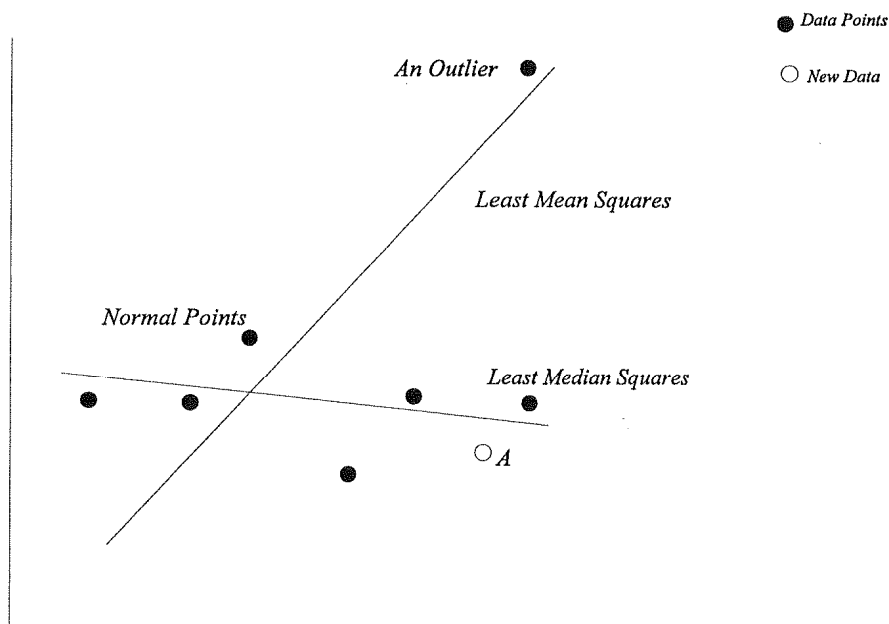 Data Points
An Outlier
New Data
Least Mean Squares
Normal Points
Least Median Squares
A